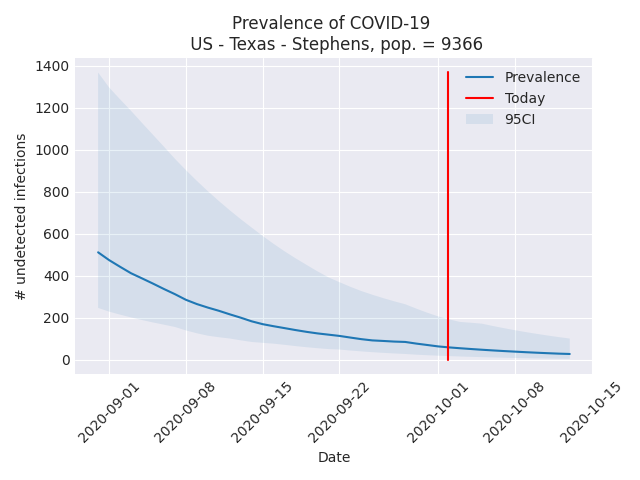 Prevalence of COVID-19
US - Texas - Stephens, pop. = 9366
1400
1200
1000
800
600
400
200
0
# undetected infections
Prevalence
Today
95CI
2020-09-01
2020-09-08
2020-09-15
2020-09-22
2020-10-01
2020-10-08
2020-10-15
Date